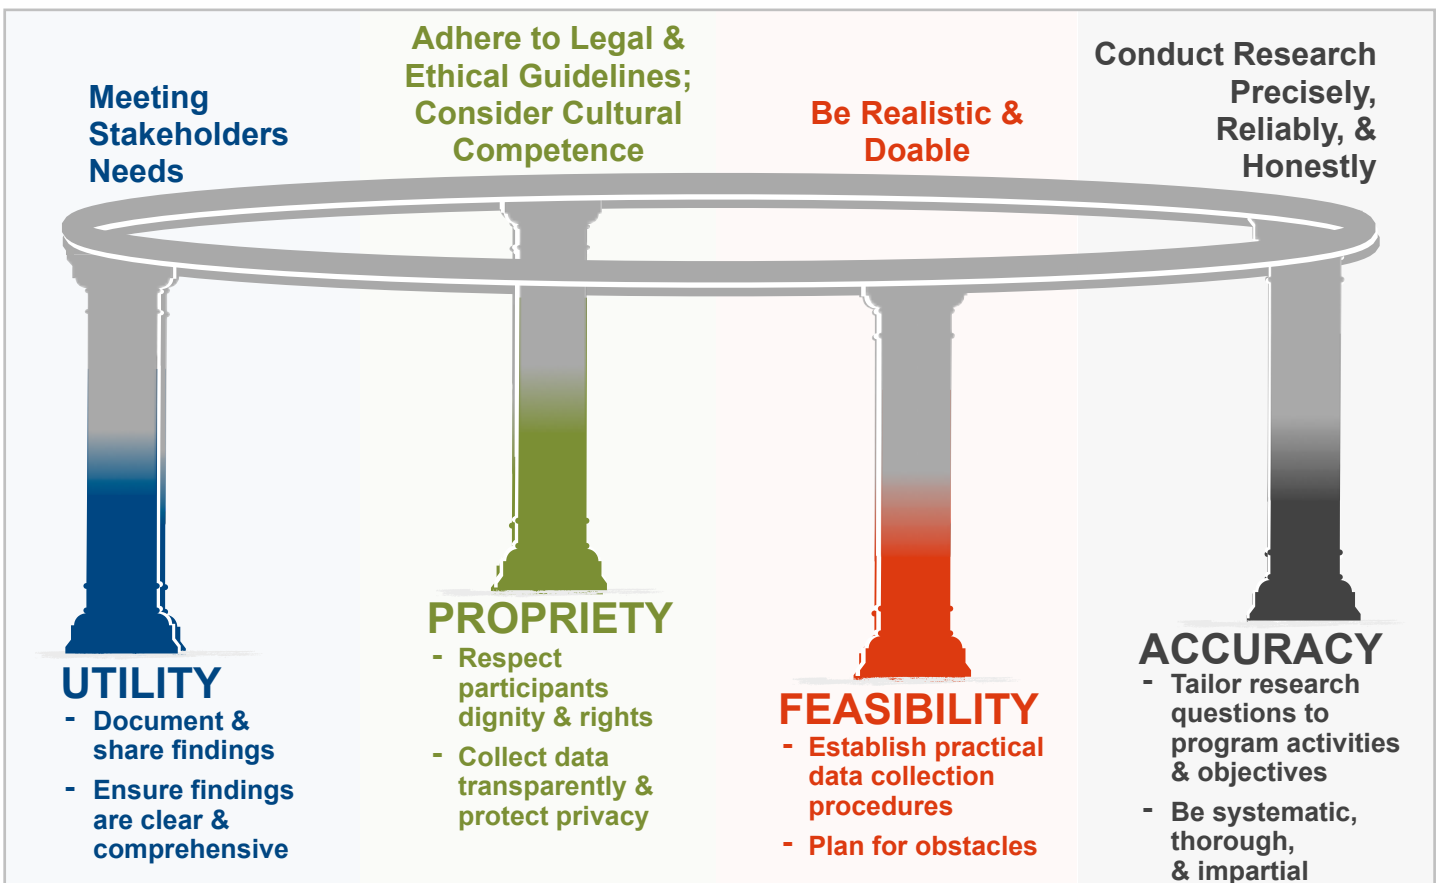 Meeting
Stakeholders
Needs
Adhere to Legal &
Ethical Guidelines;
Consider Cultural
Competence
Be Realistic &
Doable
Conduct Research
Precisely,
Reliably, &
Honestly
UTILITY
- Document &
share findings
- Ensure findings
are clear &
comprehensive
PROPRIETY
- Respect
participants
dignity & rights
- Collect data
transparently &
protect privacy
FEASIBILITY
- Establish practical
data collection
procedures
- Plan for obstacles
ACCURACY
- Tailor research
questions to
program activities
& objectives
- Be systematic,
thorough,
& impartial